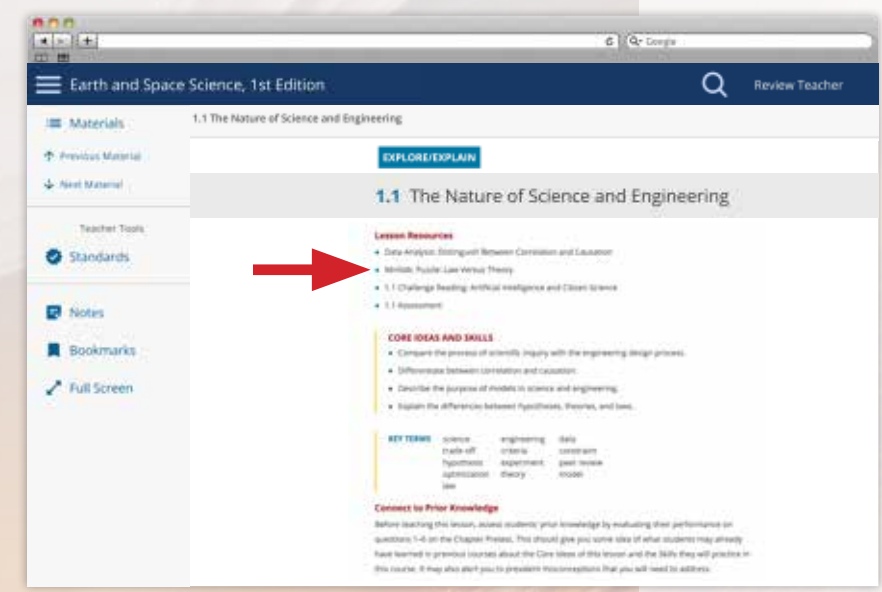 Google
Earth and Space Science, 1st Edition
Review Teacher
Materials
1.1 The Nature of Science and Engineering
Previous Material
Next Material
EXPLORE/EXPLAIN
1.1 The Nature of Science and Engineering
Teacher Tools
Standards
Notes
Bookmarks
Full Screen
Lesson Resources
Data Analysis: Distinguish Between Correlation and Causation
Minilab: Puzzle: Law Versus Theory
1.1 Challenge Reading: Artificial Intelligence and Citizen Science
1.1 Assessment
CORE IDEAS AND SKILLS
Compare the process of scientific inquiry with the engineering design process.
Differentiate between correlation and causation.
Describe the purpose of models in science and engineering.
Explain the differences between hypotheses, theories, and laws.
KEY TERMS science engineering data
trade-off criteria constraint
hypothesis experiment peer review
optimization theory model
law
Connect to Prior Knowledge
Before teaching this lesson, assess students' prior knowledge by evaluating their performance on
questions 1–6 on the Chapter Pretest. This should give you some idea of what students may already
have learned in previous courses about the Core Ideas of this lesson and the Skills they will practice in
this course. It may also alert you to prevalent misconceptions that you will need to address.